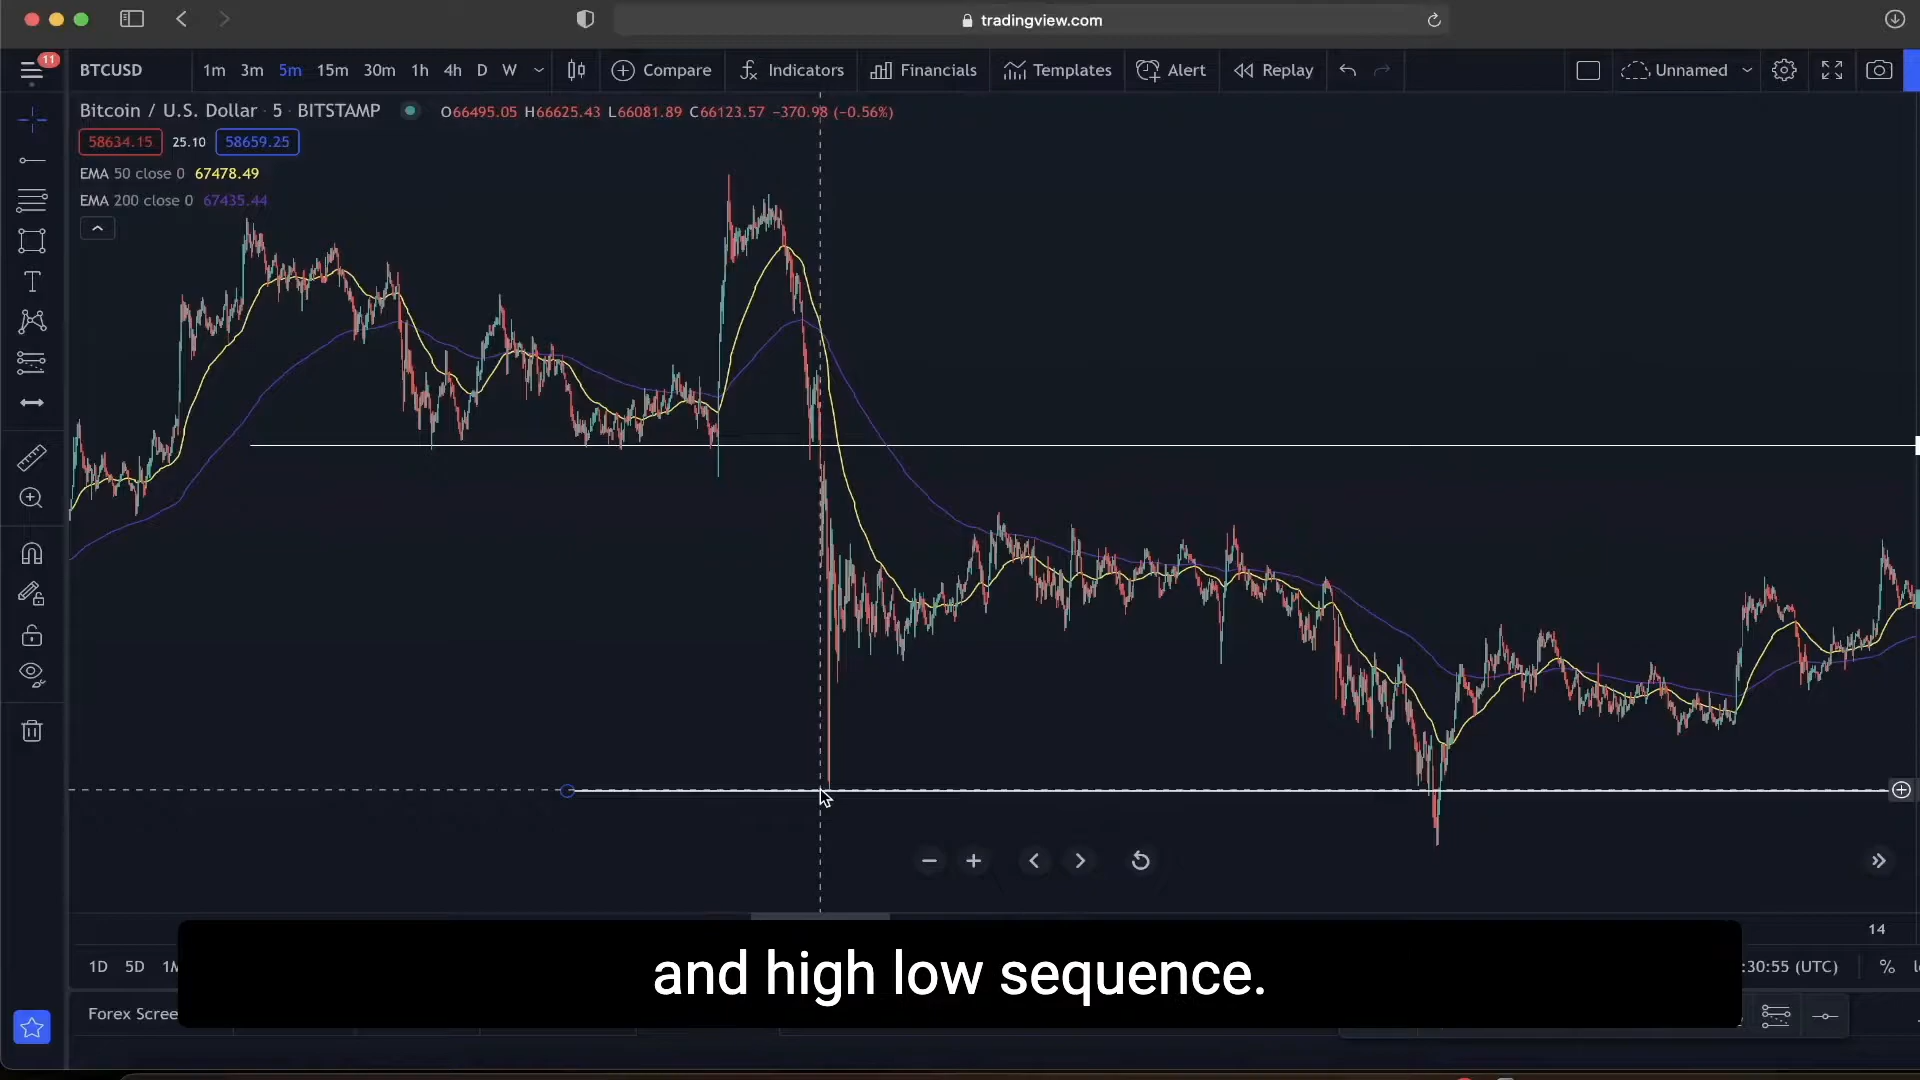 tradingview.com
11
BTCUSD 1m 3m 5m 15m 30m 1h 4h D W Compare Indicators Financials Templates Alert Replay Unnamed
Bitcoin / U.S. Dollar · 5 · BITSTAMP O66495.05 H66625.43 L66081.89 C66123.57 −370.98 (−0.56%)
58634.15 25.10 58659.25
EMA 50 close 0 67478.49
EMA 200 close 0 67435.44
14
1D 5D :30:55 (UTC) %
and high low sequence.
Forex